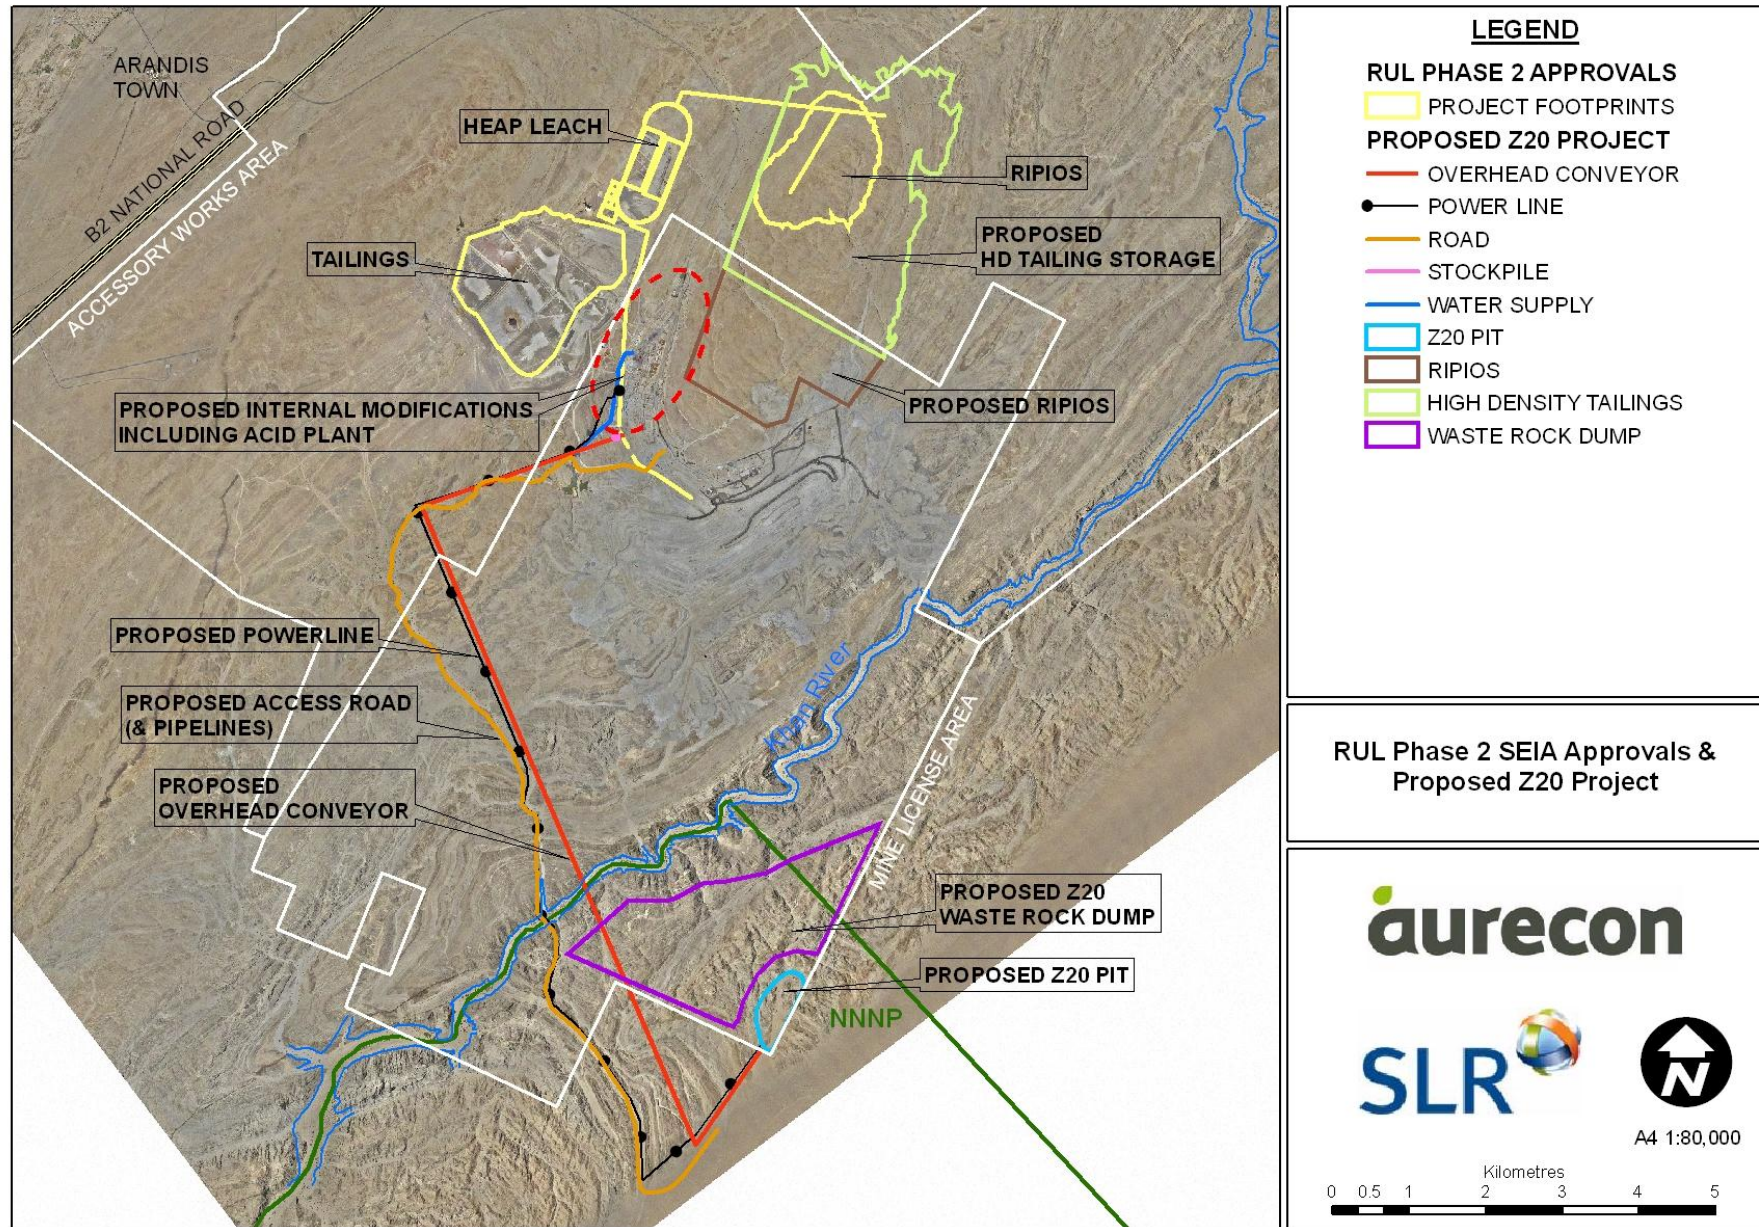 ARANDIS
TOWN
B2 NATIONAL ROAD
ACCESSORY WORKS AREA
HEAP LEACH
RIPIOS
TAILINGS
PROPOSED
HD TAILING STORAGE
PROPOSED INTERNAL MODIFICATIONS
INCLUDING ACID PLANT
PROPOSED RIPIOS
PROPOSED POWERLINE
PROPOSED ACCESS ROAD
(& PIPELINES)
PROPOSED
OVERHEAD CONVEYOR
Khan River
MINE LICENSE AREA
PROPOSED Z20
WASTE ROCK DUMP
PROPOSED Z20 PIT
NNNP
LEGEND
RUL PHASE 2 APPROVALS
PROJECT FOOTPRINTS
PROPOSED Z20 PROJECT
OVERHEAD CONVEYOR
POWER LINE
ROAD
STOCKPILE
WATER SUPPLY
Z20 PIT
RIPIOS
HIGH DENSITY TAILINGS
WASTE ROCK DUMP
RUL Phase 2 SEIA Approvals &
Proposed Z20 Project
aurecon
SLR
N
A4 1:80,000
Kilometres
0 0.5 1 2 3 4 5